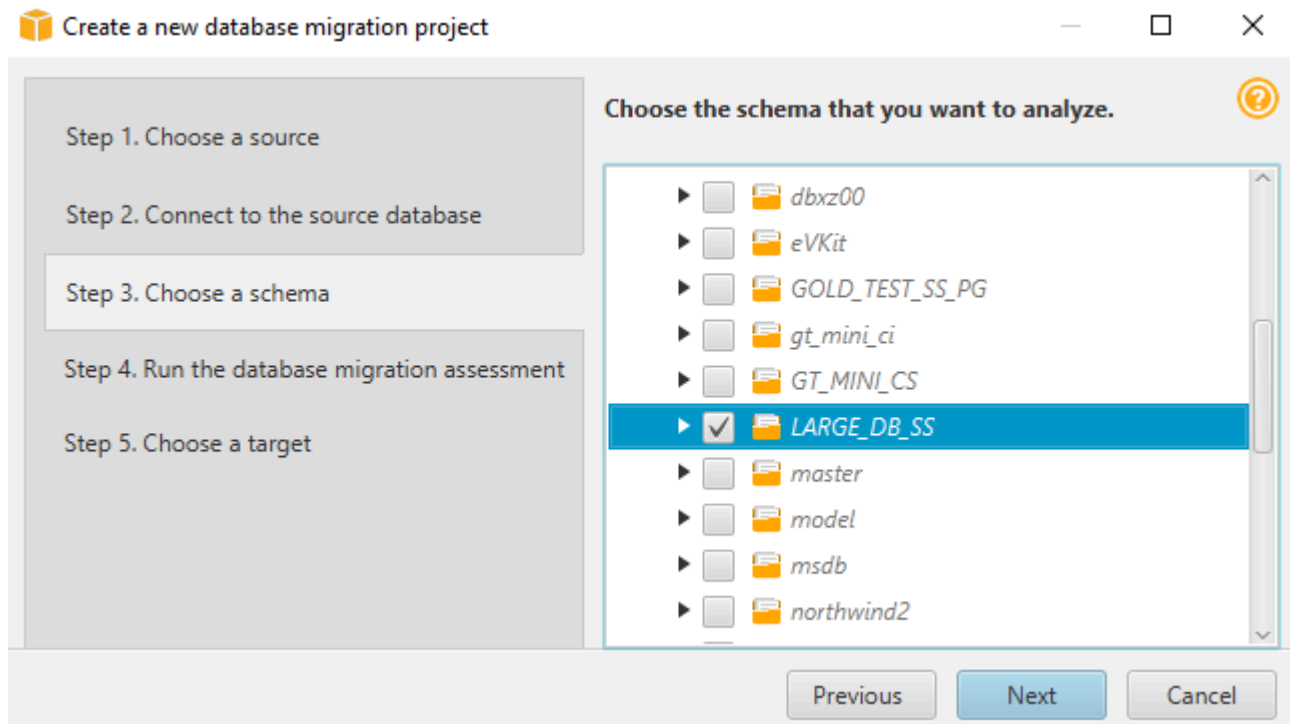 Create a new database migration project
Step 1. Choose a source
Step 2. Connect to the source database
Step 3. Choose a schema
Step 4. Run the database migration assessment
Step 5. Choose a target
Choose the schema that you want to analyze.
?
dbxz00
eVKit
GOLD_TEST_SS_PG
gt_mini_ci
GT_MINI_CS
LARGE_DB_SS
master
model
msdb
northwind2
Previous
Next
Cancel